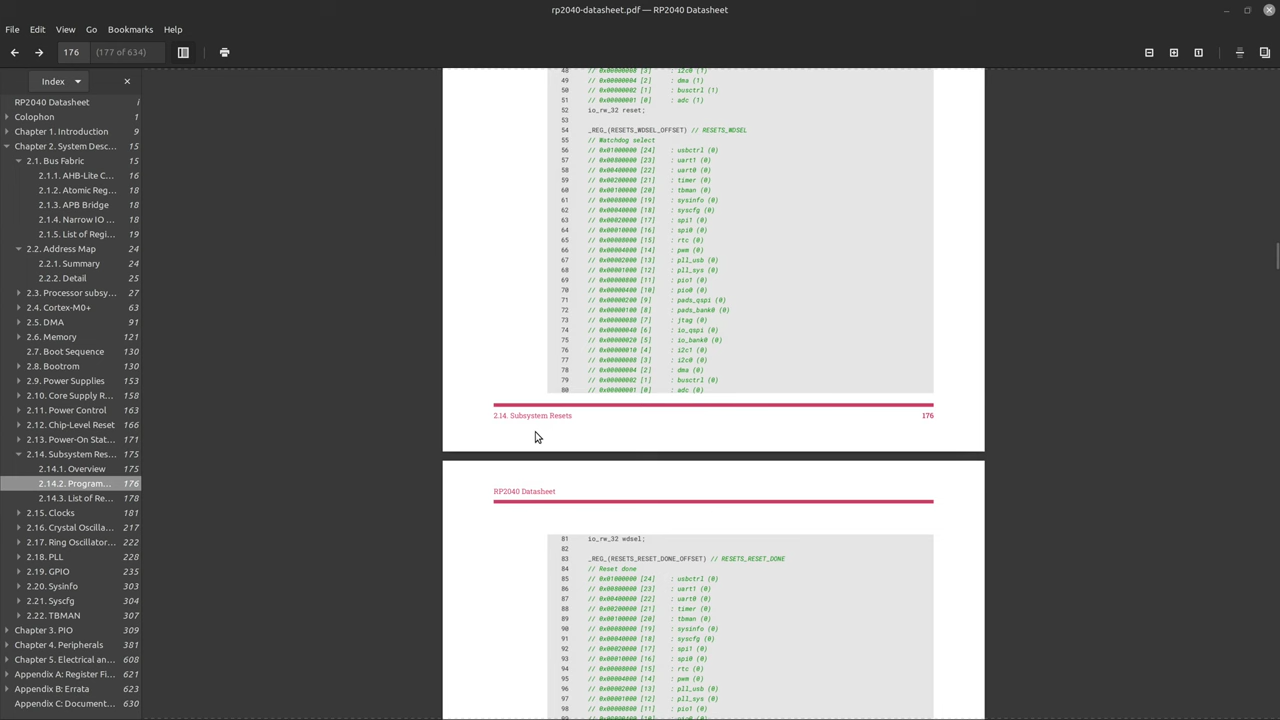 rp2040-datasheet.pdf — RP2040 Datasheet
File Edit View Go Bookmarks Help
176 (177 of 634)
Index
RP2040 Datasheet i
Colophon 1
Chapter 1. Introduction 9
Chapter 2. System Desc... 15
2.1. Bus Fabric 15
2.1.1. AHB-Lite C... 16
2.1.2. Atomic Reg... 18
2.1.3. APB Bridge 18
2.1.4. Narrow IO ... 18
2.1.5. List of Regi... 19
2.2. Address Map 24
2.2.1. Summary 24
2.2.2. Detail 24
2.3. Processor subsy... 27
2.4. Cortex-M0+ 63
2.5. DMA 91
2.6. Memory 121
2.7. Boot Sequence 130
2.8. Bootrom 130
2.9. Power Supplies 153
2.10. Core Supply R... 158
2.11. Power Control 163
2.12. Chip-Level Reset 166
2.13. Power-On Stat... 171
2.14. Subsystem Res... 175
2.14.1. Overview 175
2.14.2. Program... 176
2.14.3. List of Re... 178
2.15. Clocks 181
2.16. Crystal Oscilla... 217
2.17. Ring Oscillator... 222
2.18. PLL 228
2.19. GPIO 235
2.20. Sysinfo 303
2.21. Syscfg 304
2.22. TBMAN 307
Chapter 3. PIO 309
Chapter 4. Peripherals 381
Chapter 5. Electrical an... 608
Appendix A: Register Fi... 621
Appendix B: Errata 623
Appendix C: Document... 630
48 // 0x00000008 [3] : i2c0 (1)
49 // 0x00000004 [2] : dma (1)
50 // 0x00000002 [1] : busctrl (1)
51 // 0x00000001 [0] : adc (1)
52 io_rw_32 reset;
53
54 _REG_(RESETS_WDSEL_OFFSET) // RESETS_WDSEL
55 // Watchdog select
56 // 0x01000000 [24] : usbctrl (0)
57 // 0x00800000 [23] : uart1 (0)
58 // 0x00400000 [22] : uart0 (0)
59 // 0x00200000 [21] : timer (0)
60 // 0x00100000 [20] : tbman (0)
61 // 0x00080000 [19] : sysinfo (0)
62 // 0x00040000 [18] : syscfg (0)
63 // 0x00020000 [17] : spi1 (0)
64 // 0x00010000 [16] : spi0 (0)
65 // 0x00008000 [15] : rtc (0)
66 // 0x00004000 [14] : pwm (0)
67 // 0x00002000 [13] : pll_usb (0)
68 // 0x00001000 [12] : pll_sys (0)
69 // 0x00000800 [11] : pio1 (0)
70 // 0x00000400 [10] : pio0 (0)
71 // 0x00000200 [9] : pads_qspi (0)
72 // 0x00000100 [8] : pads_bank0 (0)
73 // 0x00000080 [7] : jtag (0)
74 // 0x00000040 [6] : io_qspi (0)
75 // 0x00000020 [5] : io_bank0 (0)
76 // 0x00000010 [4] : i2c1 (0)
77 // 0x00000008 [3] : i2c0 (0)
78 // 0x00000004 [2] : dma (0)
79 // 0x00000002 [1] : busctrl (0)
80 // 0x00000001 [0] : adc (0)
2.14. Subsystem Resets 176
RP2040 Datasheet
81 io_rw_32 wdsel;
82
83 _REG_(RESETS_RESET_DONE_OFFSET) // RESETS_RESET_DONE
84 // Reset done
85 // 0x01000000 [24] : usbctrl (0)
86 // 0x00800000 [23] : uart1 (0)
87 // 0x00400000 [22] : uart0 (0)
88 // 0x00200000 [21] : timer (0)
89 // 0x00100000 [20] : tbman (0)
90 // 0x00080000 [19] : sysinfo (0)
91 // 0x00040000 [18] : syscfg (0)
92 // 0x00020000 [17] : spi1 (0)
93 // 0x00010000 [16] : spi0 (0)
94 // 0x00008000 [15] : rtc (0)
95 // 0x00004000 [14] : pwm (0)
96 // 0x00002000 [13] : pll_usb (0)
97 // 0x00001000 [12] : pll_sys (0)
98 // 0x00000800 [11] : pio1 (0)
99 // 0x00000400 [10] : pio0 (0)